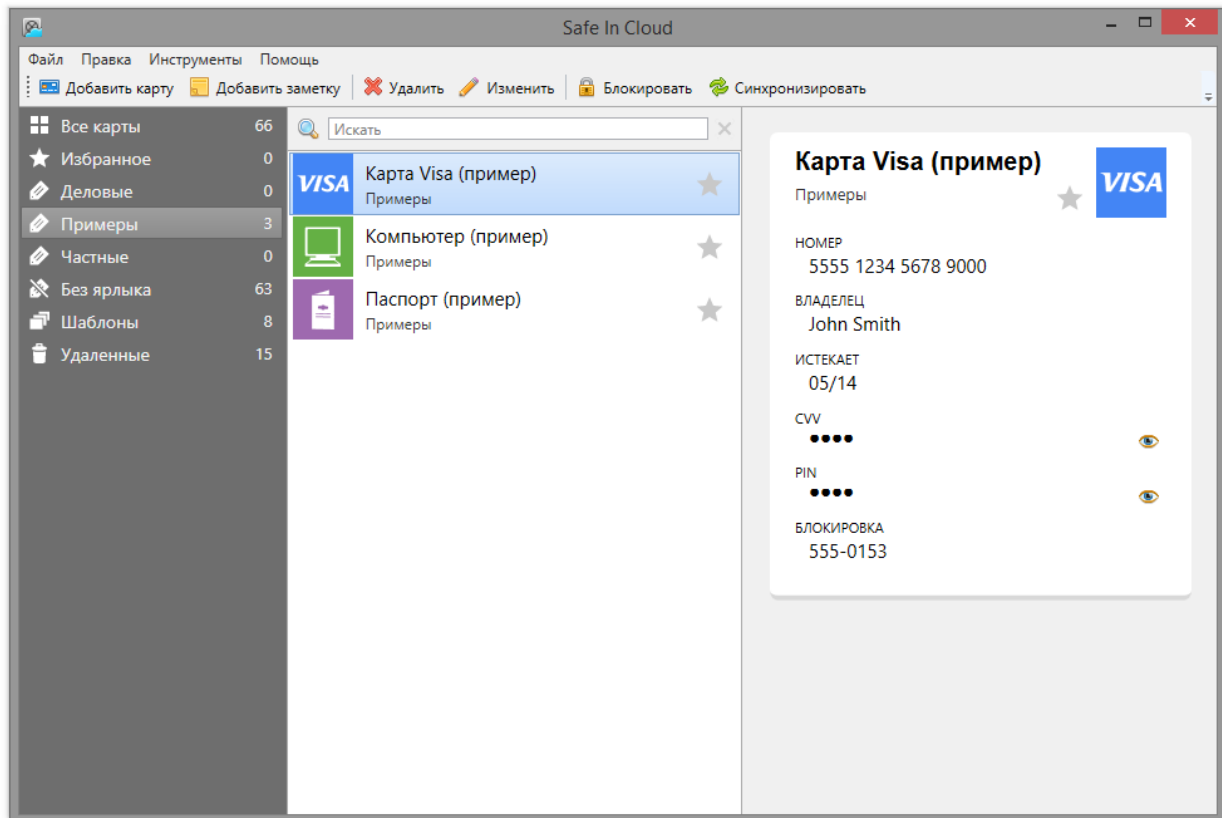 Safe In Cloud
Файл Правка Инструменты Помощь
Добавить карту Добавить заметку Удалить Изменить Блокировать Синхронизировать
Все карты 66
Избранное 0
Деловые 0
Примеры 3
Частные 0
Без ярлыка 63
Шаблоны 8
Удаленные 15
Искать
VISA
Карта Visa (пример)
Примеры
Компьютер (пример)
Примеры
Паспорт (пример)
Примеры
Карта Visa (пример)
Примеры
VISA
НОМЕР
5555 1234 5678 9000
ВЛАДЕЛЕЦ
John Smith
ИСТЕКАЕТ
05/14
CVV
••••
PIN
••••
БЛОКИРОВКА
555-0153